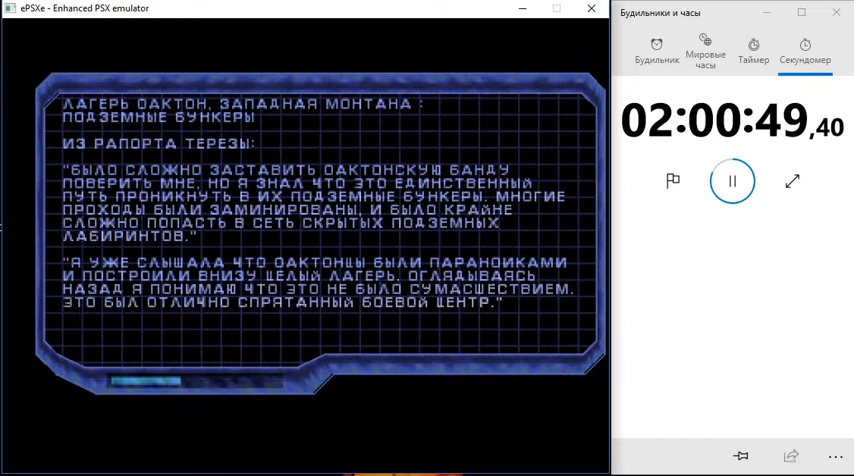 ePSXe - Enhanced PSX emulator
ЛАГЕРЬ ОАКТОН, ЗАПАДНАЯ МОНТАНА :
ПОДЗЕМНЫЕ БУНКЕРЫ
ИЗ РАПОРТА ТЕРЕЗЫ:
"БЫЛО СЛОЖНО ЗАСТАВИТЬ ОАКТОНСКУЮ БАНДУ
ПОВЕРИТЬ МНЕ, НО Я ЗНАЛ ЧТО ЭТО ЕДИНСТВЕННЫЙ
ПУТЬ ПРОНИКНУТЬ В ИХ ПОДЗЕМНЫЕ БУНКЕРЫ. МНОГИЕ
ПРОХОДЫ БЫЛИ ЗАМИНИРОВАНЫ, И БЫЛО КРАЙНЕ
СЛОЖНО ПОПАСТЬ В СЕТЬ СКРЫТЫХ ПОДЗЕМНЫХ
ЛАБИРИНТОВ."
"Я УЖЕ СЛЫШАЛА ЧТО ОАКТОНЦЫ БЫЛИ ПАРАНОИКАМИ
И ПОСТРОИЛИ ВНИЗУ ЦЕЛЫЙ ЛАГЕРЬ. ОГЛЯДЫВАЯСЬ
НАЗАД Я ПОНИМАЮ ЧТО ЭТО НЕ БЫЛО СУМАСШЕСТВИЕМ.
ЭТО БЫЛ ОТЛИЧНО СПРЯТАННЫЙ БОЕВОЙ ЦЕНТР."
Будильники и часы
Будильник
Мировые часы
Таймер
Секундомер
02:00:49,40